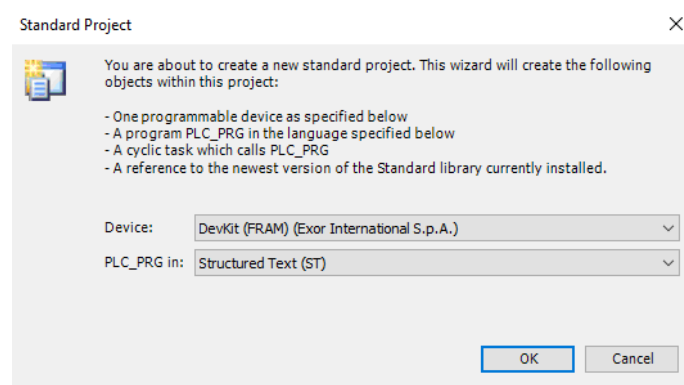 Standard Project
You are about to create a new standard project. This wizard will create the following
objects within this project:
- One programmable device as specified below
- A program PLC_PRG in the language specified below
- A cyclic task which calls PLC_PRG
- A reference to the newest version of the Standard library currently installed.
Device: DevKit (FRAM) (Exor International S.p.A.)
PLC_PRG in: Structured Text (ST)
OK Cancel